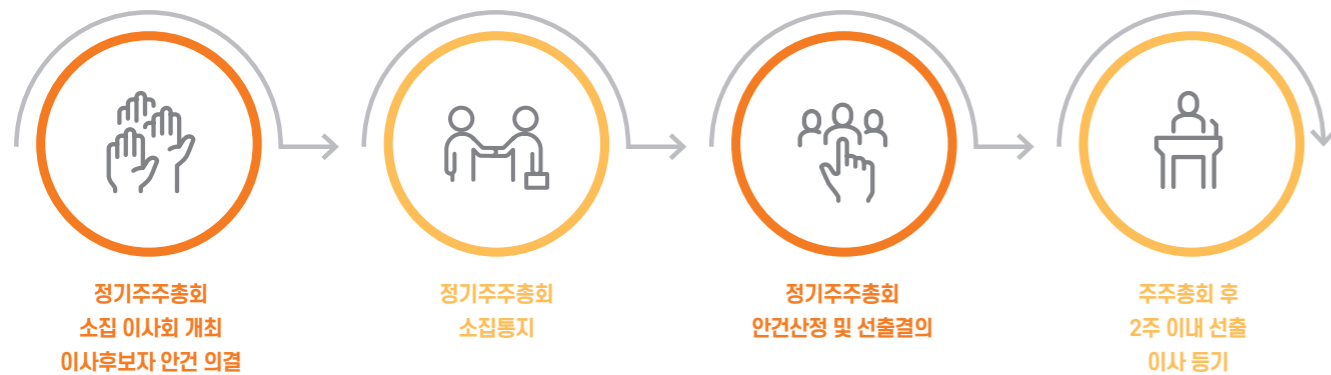 정기주주총회
소집 이사회 개최
이사후보자 안건 의결
정기주주총회
소집통지
정기주주총회
안건산정 및 선출결의
주주총회 후
2주 이내 선출
이사 등기